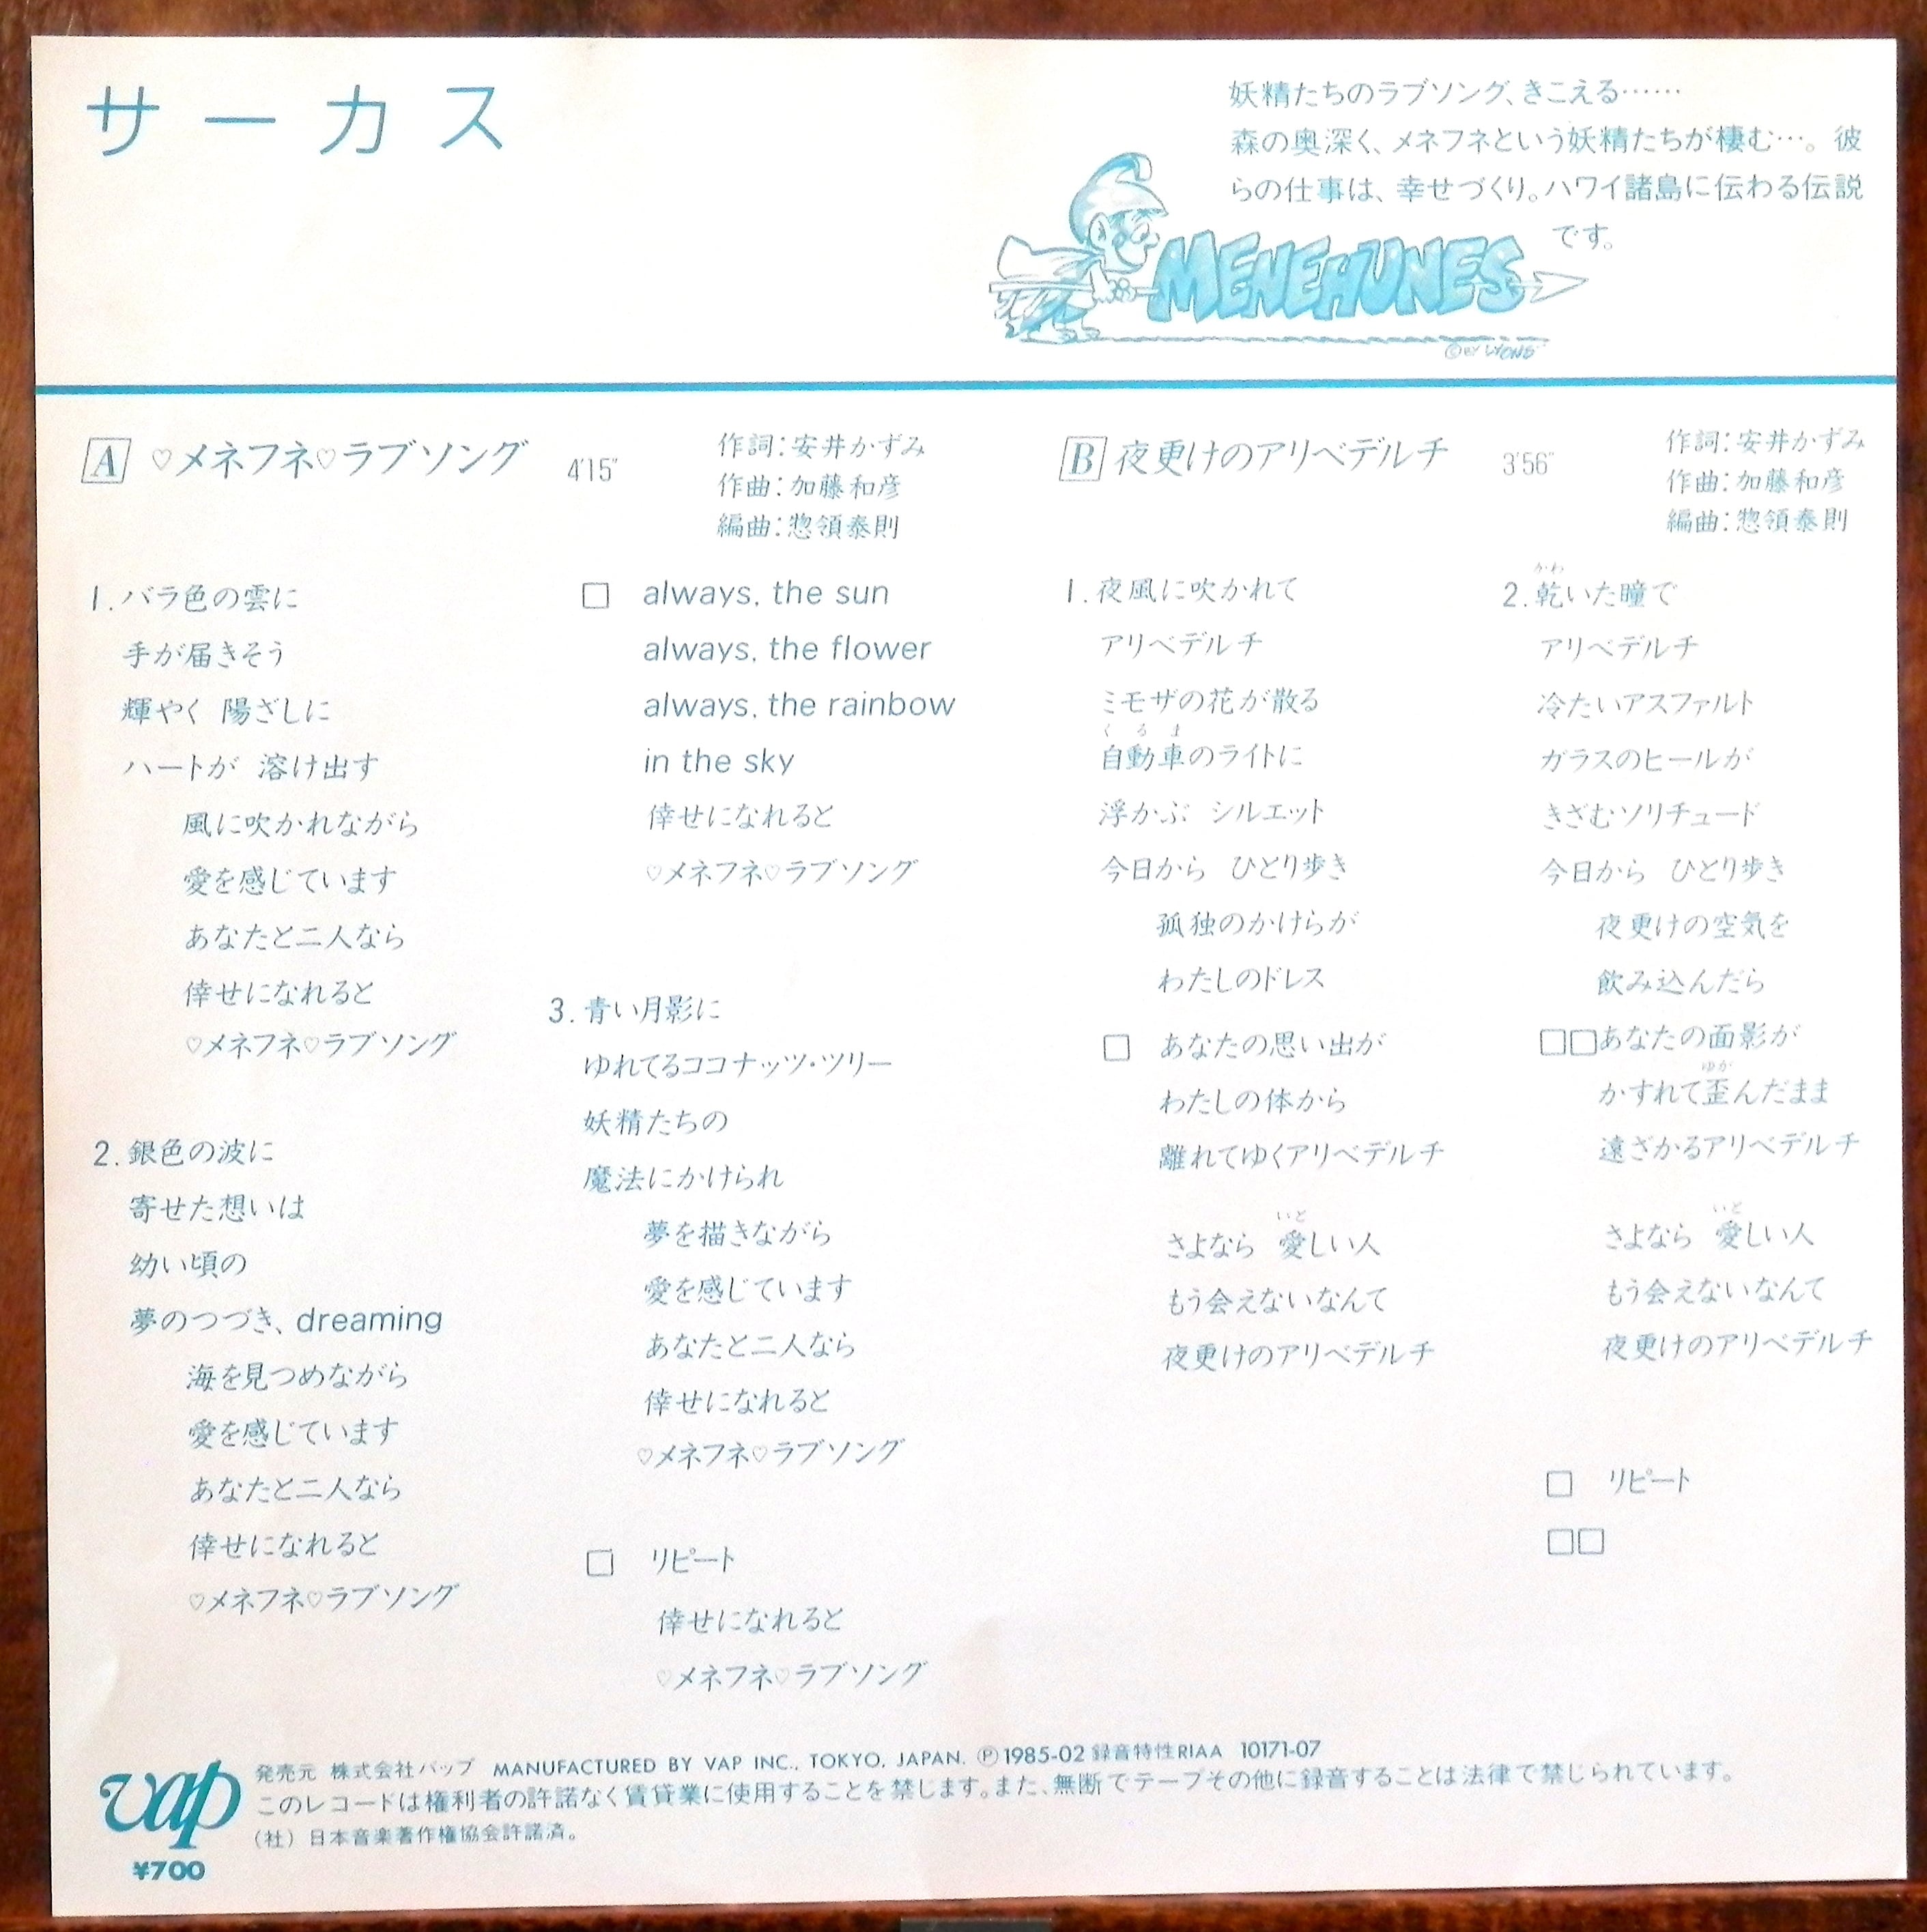 サーカス
妖精たちのラブソング、きこえる……
森の奥深く、メネフネという妖精たちが棲む…。彼
らの仕事は、幸せづくり。ハワイ諸島に伝わる伝説
です。
MENEHUNES
©BY LYONS
A ♡メネフネ♡ラブソング 4'15"
作詞：安井かずみ
作曲：加藤和彦
編曲：惣領泰則
1. バラ色の雲に
手が届きそう
輝やく 陽ざしに
ハートが 溶け出す
風に吹かれながら
愛を感じています
あなたと二人なら
倖せになれると
♡メネフネ♡ラブソング
2. 銀色の波に
寄せた想いは
幼い頃の
夢のつづき、dreaming
海を見つめながら
愛を感じています
あなたと二人なら
倖せになれると
♡メネフネ♡ラブソング
□ always, the sun
always, the flower
always, the rainbow
in the sky
倖せになれると
♡メネフネ♡ラブソング
3. 青い月影に
ゆれてるココナッツ・ツリー
妖精たちの
魔法にかけられ
夢を描きながら
愛を感じています
あなたと二人なら
倖せになれると
♡メネフネ♡ラブソング
□ リピート
倖せになれると
♡メネフネ♡ラブソング
B 夜更けのアリベデルチ 3'56"
作詞：安井かずみ
作曲：加藤和彦
編曲：惣領泰則
1. 夜風に吹かれて
アリベデルチ
ミモザの花が散る
くるま
自動車のライトに
浮かぶ シルエット
今日から ひとり歩き
孤独のかけらが
わたしのドレス
□ あなたの思い出が
わたしの体から
離れてゆくアリベデルチ
いと
さよなら 愛しい人
もう会えないなんて
夜更けのアリベデルチ
かわ
2. 乾いた瞳で
アリベデルチ
冷たいアスファルト
ガラスのヒールが
きざむソリチュード
今日から ひとり歩き
夜更けの空気を
飲み込んだら
□□あなたの面影が
ゆが
かすれて歪んだまま
遠ざかるアリベデルチ
いと
さよなら 愛しい人
もう会えないなんて
夜更けのアリベデルチ
□ リピート
□□
vap
¥700
発売元 株式会社バップ MANUFACTURED BY VAP INC., TOKYO, JAPAN. Ⓟ1985-02 録音特性RIAA 10171-07
このレコードは権利者の許諾なく賃貸業に使用することを禁じます。また、無断でテープその他に録音することは法律で禁じられています。
（社）日本音楽著作権協会許諾済。